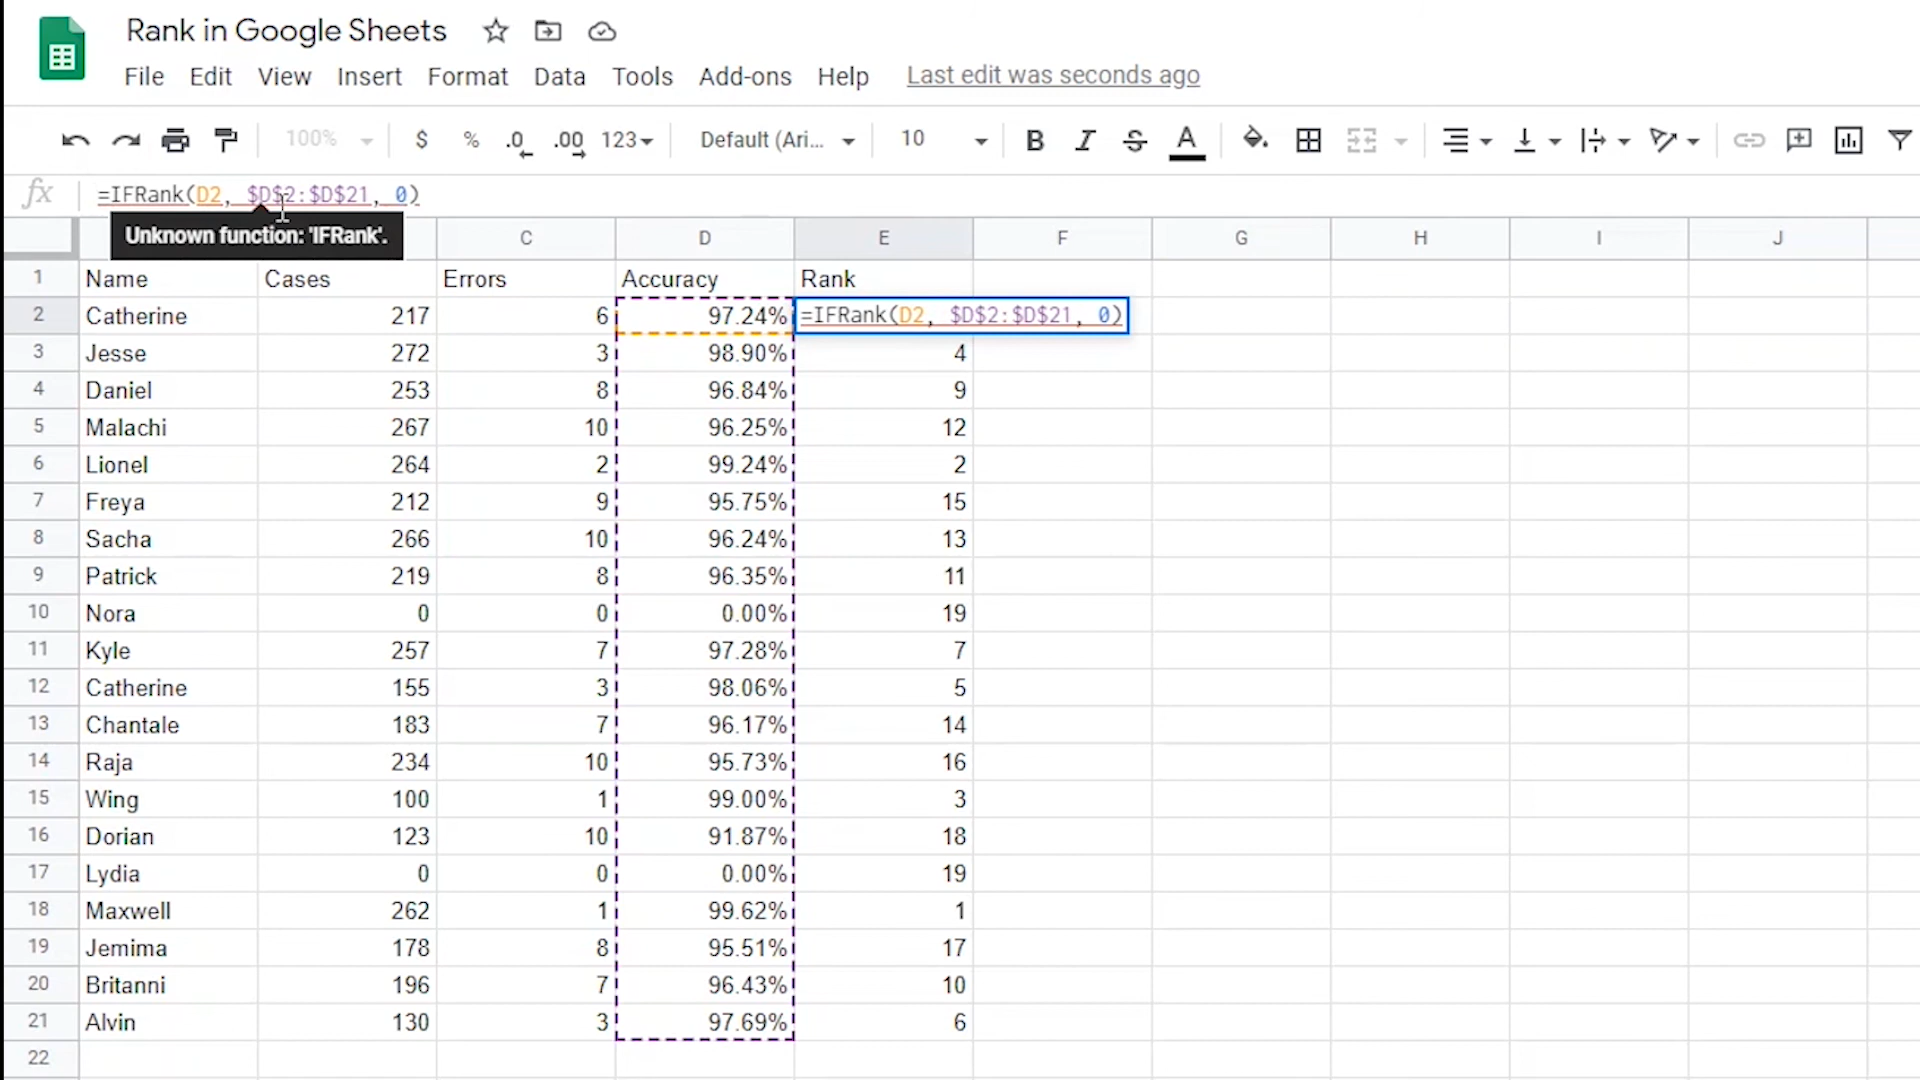 Rank in Google Sheets
File Edit View Insert Format Data Tools Add-ons Help Last edit was seconds ago
100% $ % .0 .00 123 Default (Ari... 10 B I S A
fx =IFRank(D2, $D$2:$D$21, 0)
Unknown function: 'IFRank'.
C D E F G H I J
1 Name Cases Errors Accuracy Rank
2 Catherine 217 6 97.24% =IFRank(D2, $D$2:$D$21, 0)
3 Jesse 272 3 98.90% 4
4 Daniel 253 8 96.84% 9
5 Malachi 267 10 96.25% 12
6 Lionel 264 2 99.24% 2
7 Freya 212 9 95.75% 15
8 Sacha 266 10 96.24% 13
9 Patrick 219 8 96.35% 11
10 Nora 0 0 0.00% 19
11 Kyle 257 7 97.28% 7
12 Catherine 155 3 98.06% 5
13 Chantale 183 7 96.17% 14
14 Raja 234 10 95.73% 16
15 Wing 100 1 99.00% 3
16 Dorian 123 10 91.87% 18
17 Lydia 0 0 0.00% 19
18 Maxwell 262 1 99.62% 1
19 Jemima 178 8 95.51% 17
20 Britanni 196 7 96.43% 10
21 Alvin 130 3 97.69% 6
22